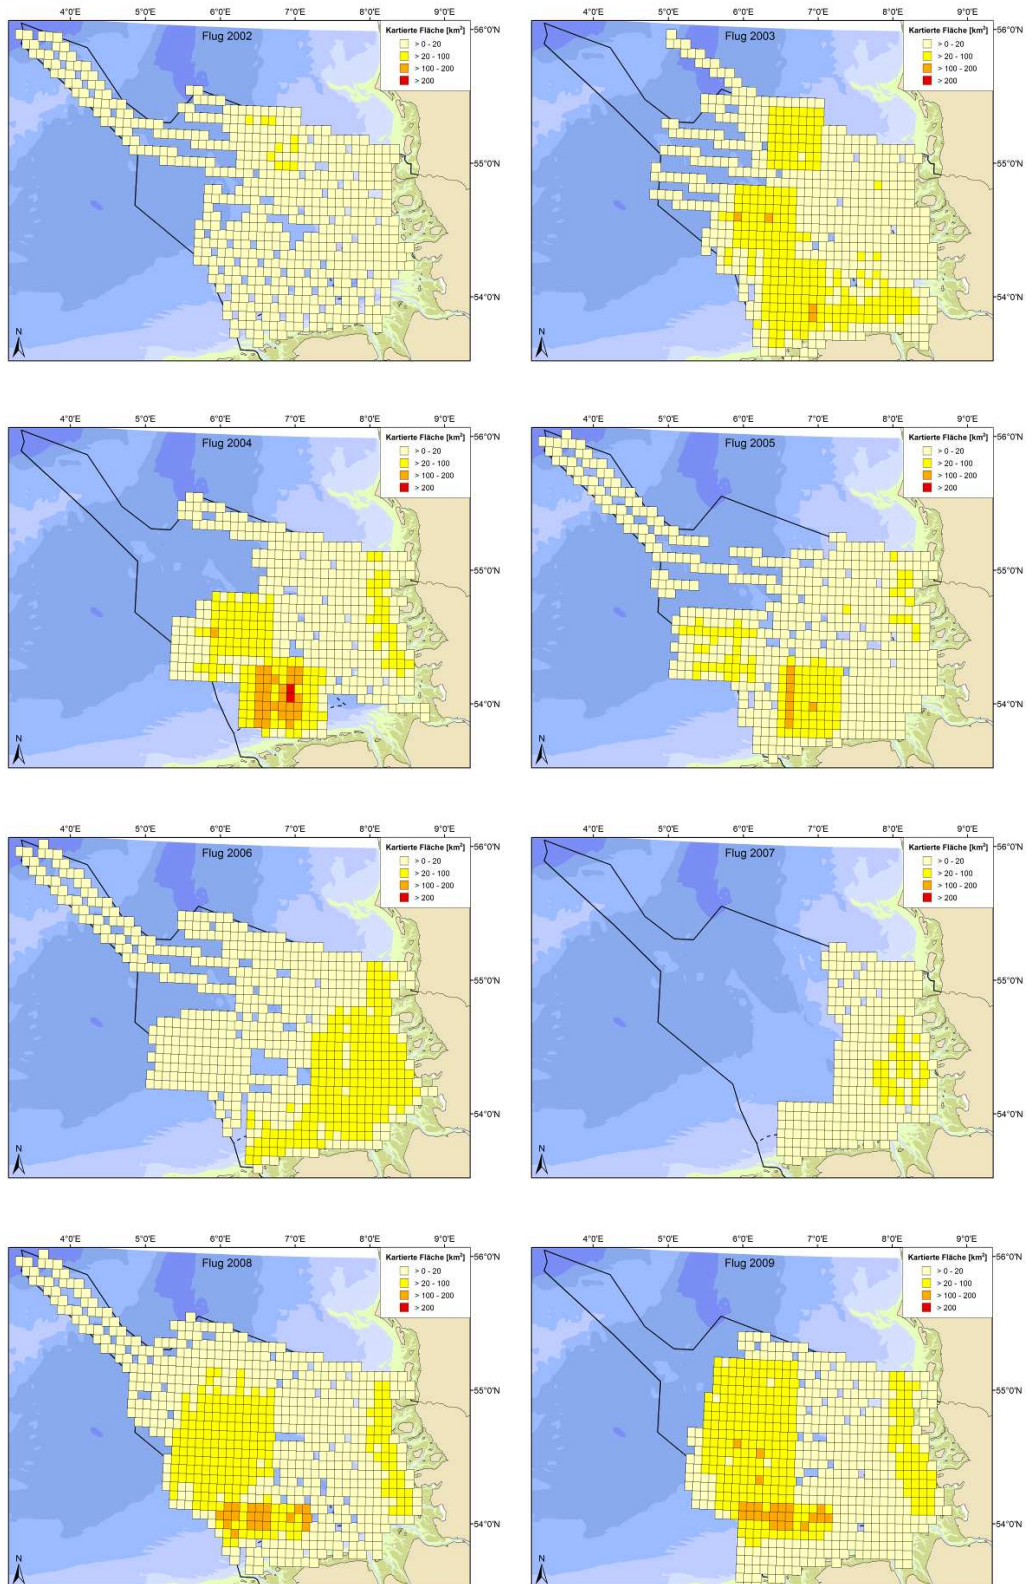 4°0'E 5°0'E 6°0'E 7°0'E 8°0'E 9°0'E
4°0'E 5°0'E 6°0'E 7°0'E 8°0'E 9°0'E
Flug 2002
Kartierte Fläche [km²]
> 0 - 20
> 20 - 100
> 100 - 200
> 200
56°0'N
55°0'N
54°0'N
N
Flug 2003
Kartierte Fläche [km²]
> 0 - 20
> 20 - 100
> 100 - 200
> 200
56°0'N
55°0'N
54°0'N
N
4°0'E 5°0'E 6°0'E 7°0'E 8°0'E 9°0'E
4°0'E 5°0'E 6°0'E 7°0'E 8°0'E 9°0'E
Flug 2004
Kartierte Fläche [km²]
> 0 - 20
> 20 - 100
> 100 - 200
> 200
56°0'N
55°0'N
54°0'N
N
Flug 2005
Kartierte Fläche [km²]
> 0 - 20
> 20 - 100
> 100 - 200
> 200
56°0'N
55°0'N
54°0'N
N
4°0'E 5°0'E 6°0'E 7°0'E 8°0'E 9°0'E
4°0'E 5°0'E 6°0'E 7°0'E 8°0'E 9°0'E
Flug 2006
Kartierte Fläche [km²]
> 0 - 20
> 20 - 100
> 100 - 200
> 200
56°0'N
55°0'N
54°0'N
N
Flug 2007
Kartierte Fläche [km²]
> 0 - 20
> 20 - 100
> 100 - 200
> 200
56°0'N
55°0'N
54°0'N
N
4°0'E 5°0'E 6°0'E 7°0'E 8°0'E 9°0'E
4°0'E 5°0'E 6°0'E 7°0'E 8°0'E 9°0'E
Flug 2008
Kartierte Fläche [km²]
> 0 - 20
> 20 - 100
> 100 - 200
> 200
56°0'N
55°0'N
54°0'N
N
Flug 2009
Kartierte Fläche [km²]
> 0 - 20
> 20 - 100
> 100 - 200
> 200
56°0'N
55°0'N
54°0'N
N